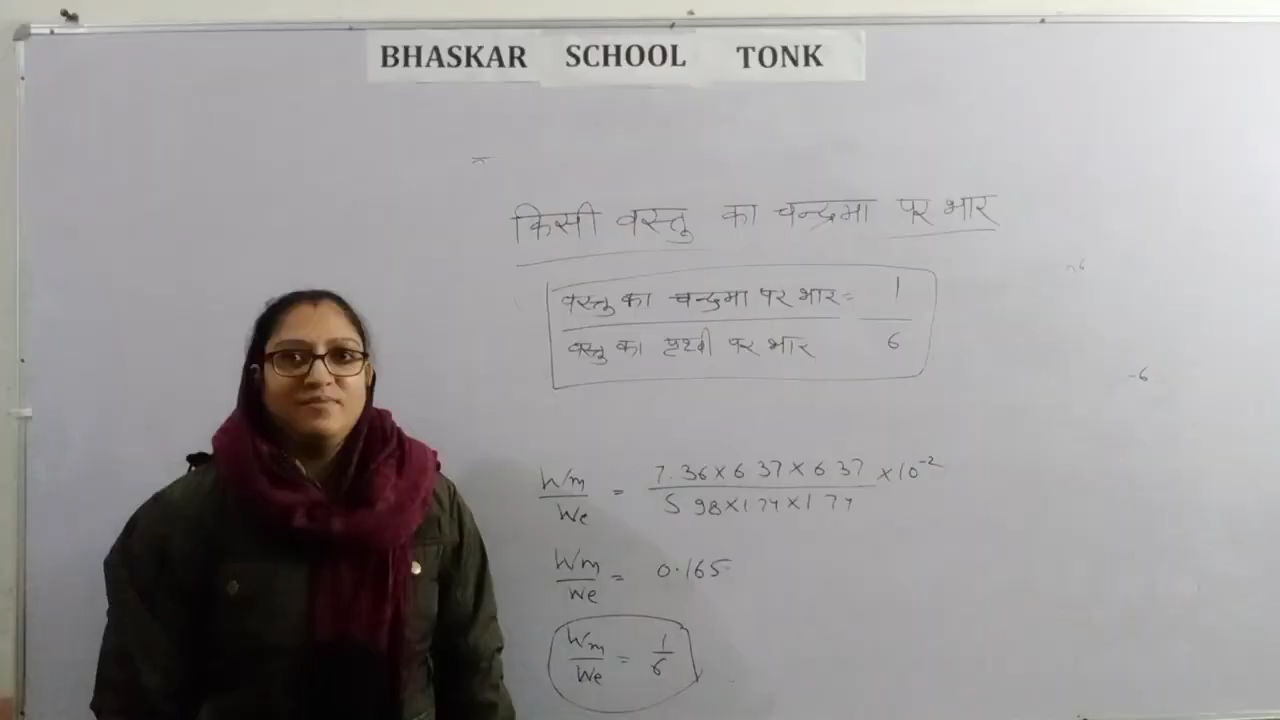 BHASKAR SCHOOL TONK
किसी वस्तु का चन्द्रमा पर भार
वस्तु का चन्द्रमा पर भार = 1
वस्तु का पृथ्वी पर भार 6
Wm = 7.36×6 37×6 37 ×10⁻²
We 5 98×1 74×1 74
Wm = 0.165
We
Wm = 1
We 6